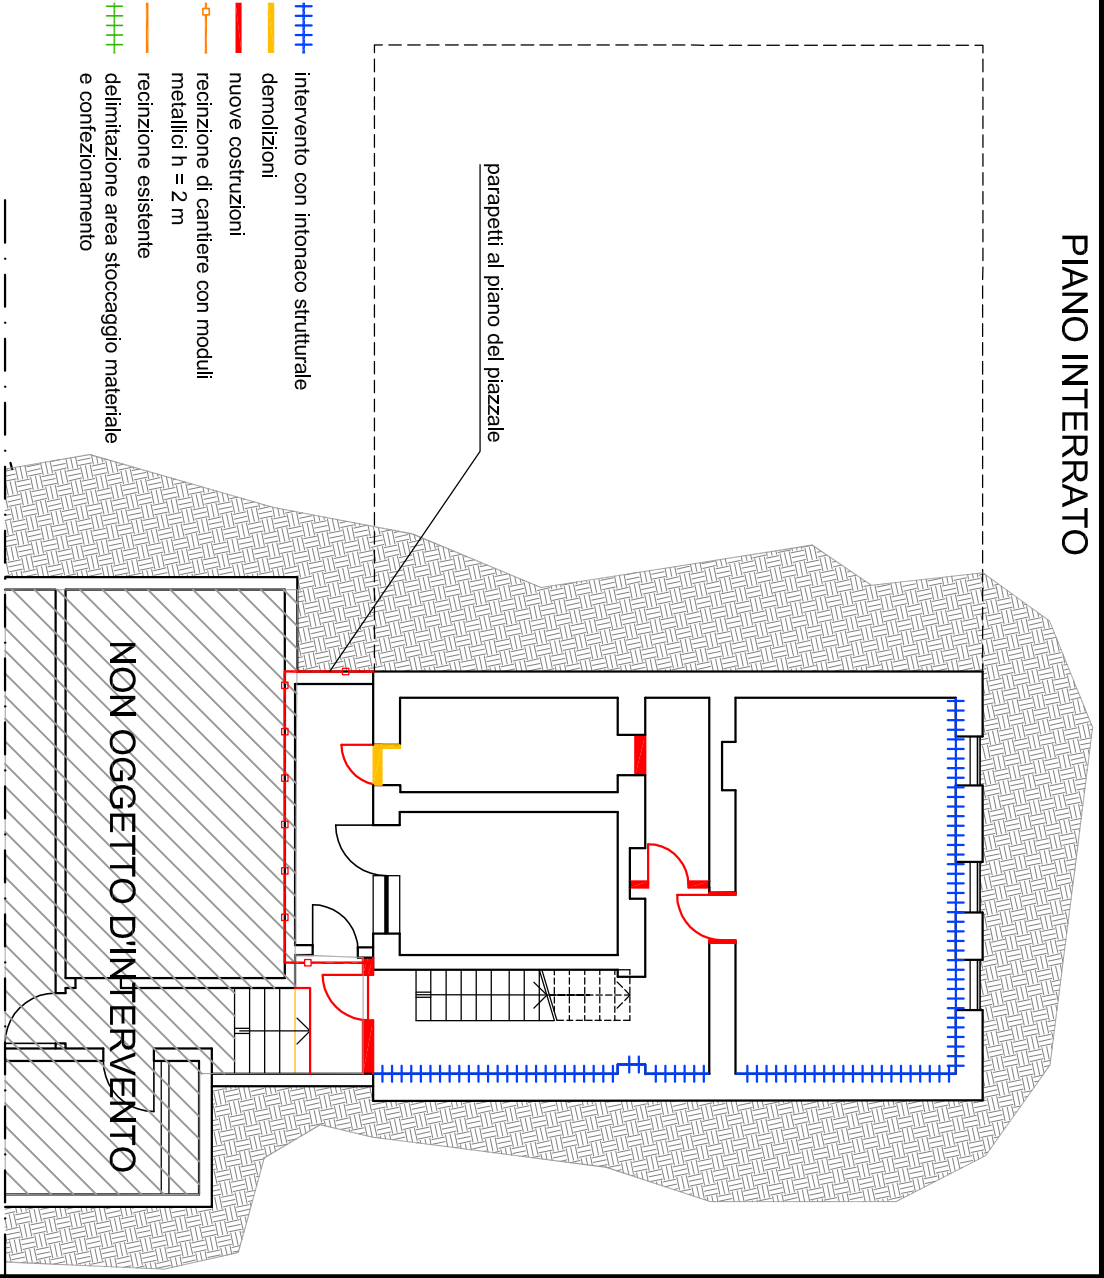 PIANO INTERRATO
parapetti al piano del piazzale
intervento con intonaco strutturale
demolizioni
nuove costruzioni
recinzione di cantiere con moduli
metallici h = 2 m
recinzione esistente
delimitazione area stoccaggio materiale
e confezionamento
NON OGGETTO D'INTERVENTO